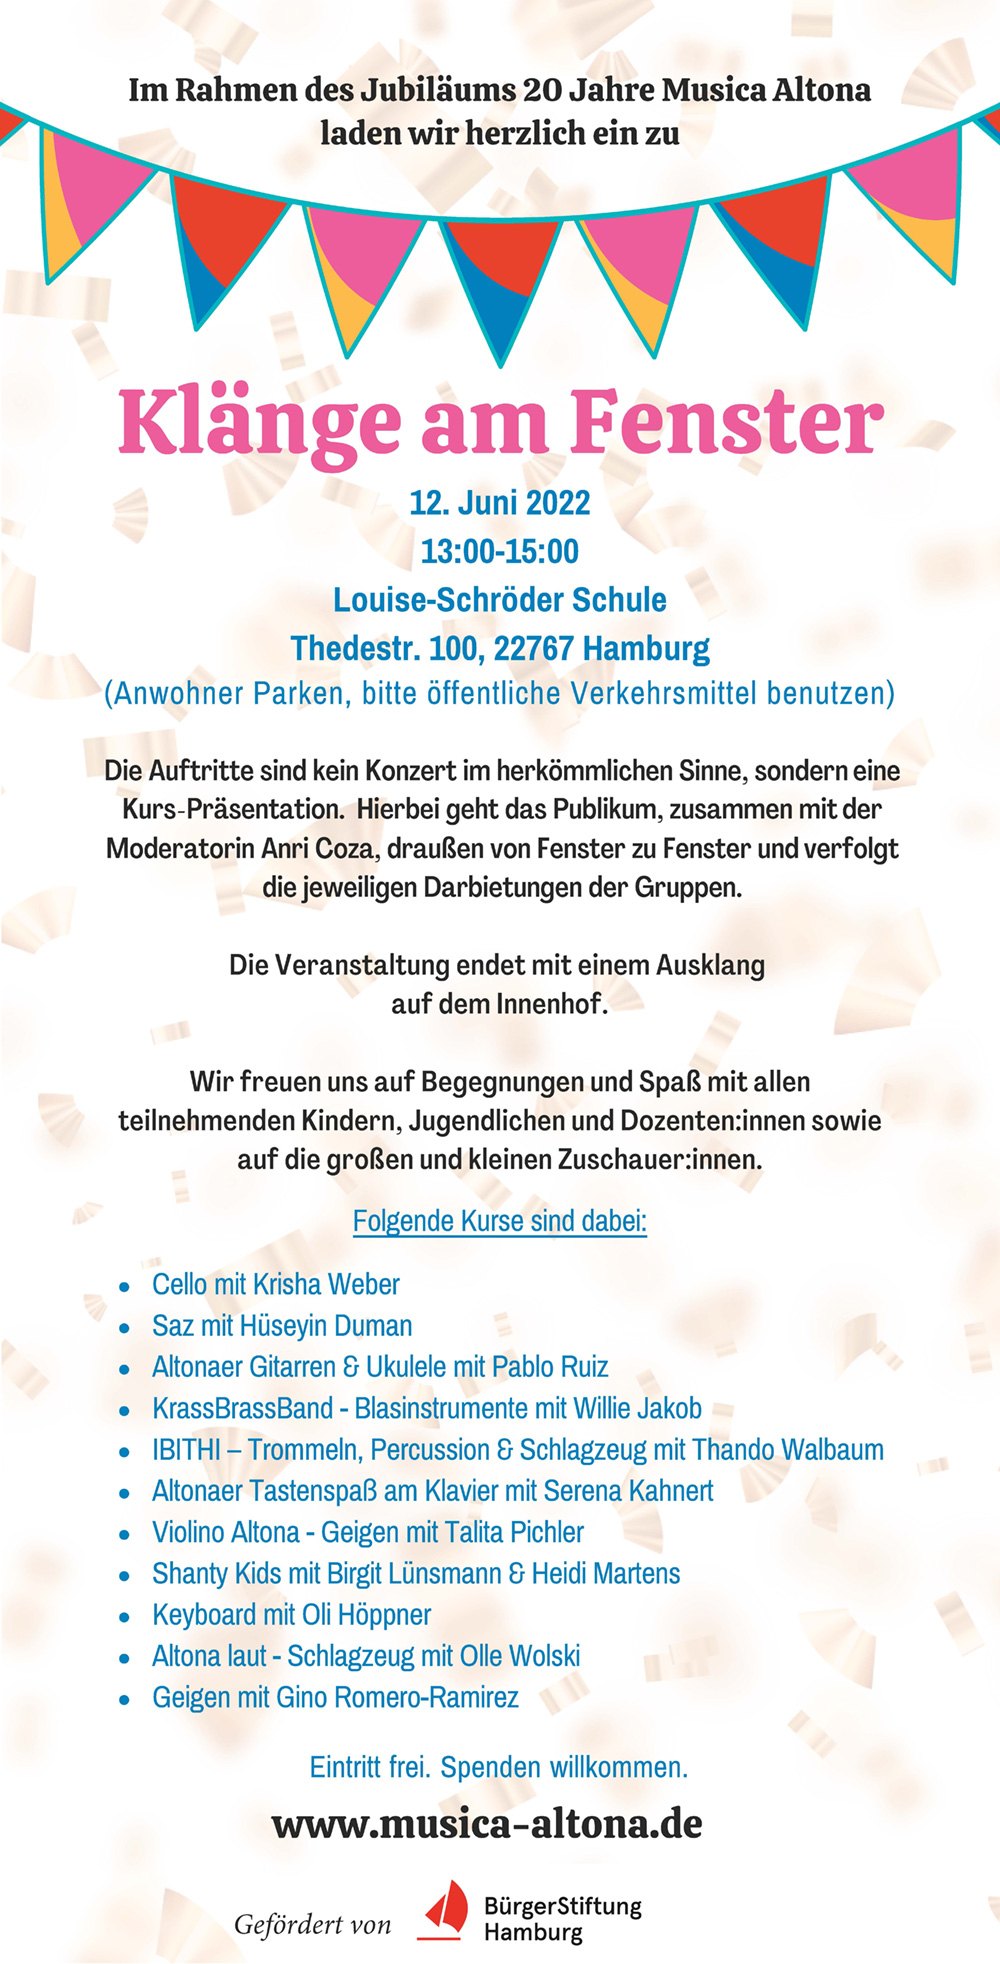 Im Rahmen des Jubiläums 20 Jahre Musica Altona
laden wir herzlich ein zu
Klänge am Fenster
12. Juni 2022
13:00-15:00
Louise-Schröder Schule
Thedestr. 100, 22767 Hamburg
(Anwohner Parken, bitte öffentliche Verkehrsmittel benutzen)
Die Auftritte sind kein Konzert im herkömmlichen Sinne, sondern eine
Kurs-Präsentation. Hierbei geht das Publikum, zusammen mit der
Moderatorin Anri Coza, draußen von Fenster zu Fenster und verfolgt
die jeweiligen Darbietungen der Gruppen.
Die Veranstaltung endet mit einem Ausklang
auf dem Innenhof.
Wir freuen uns auf Begegnungen und Spaß mit allen
teilnehmenden Kindern, Jugendlichen und Dozenten:innen sowie
auf die großen und kleinen Zuschauer:innen.
Folgende Kurse sind dabei:
• Cello mit Krisha Weber
• Saz mit Hüseyin Duman
• Altonaer Gitarren & Ukulele mit Pablo Ruiz
• KrassBrassBand - Blasinstrumente mit Willie Jakob
• IBITHI – Trommeln, Percussion & Schlagzeug mit Thando Walbaum
• Altonaer Tastenspaß am Klavier mit Serena Kahnert
• Violino Altona - Geigen mit Talita Pichler
• Shanty Kids mit Birgit Lünsmann & Heidi Martens
• Keyboard mit Oli Höppner
• Altona laut - Schlagzeug mit Olle Wolski
• Geigen mit Gino Romero-Ramirez
Eintritt frei. Spenden willkommen.
www.musica-altona.de
Gefördert von
BürgerStiftung
Hamburg